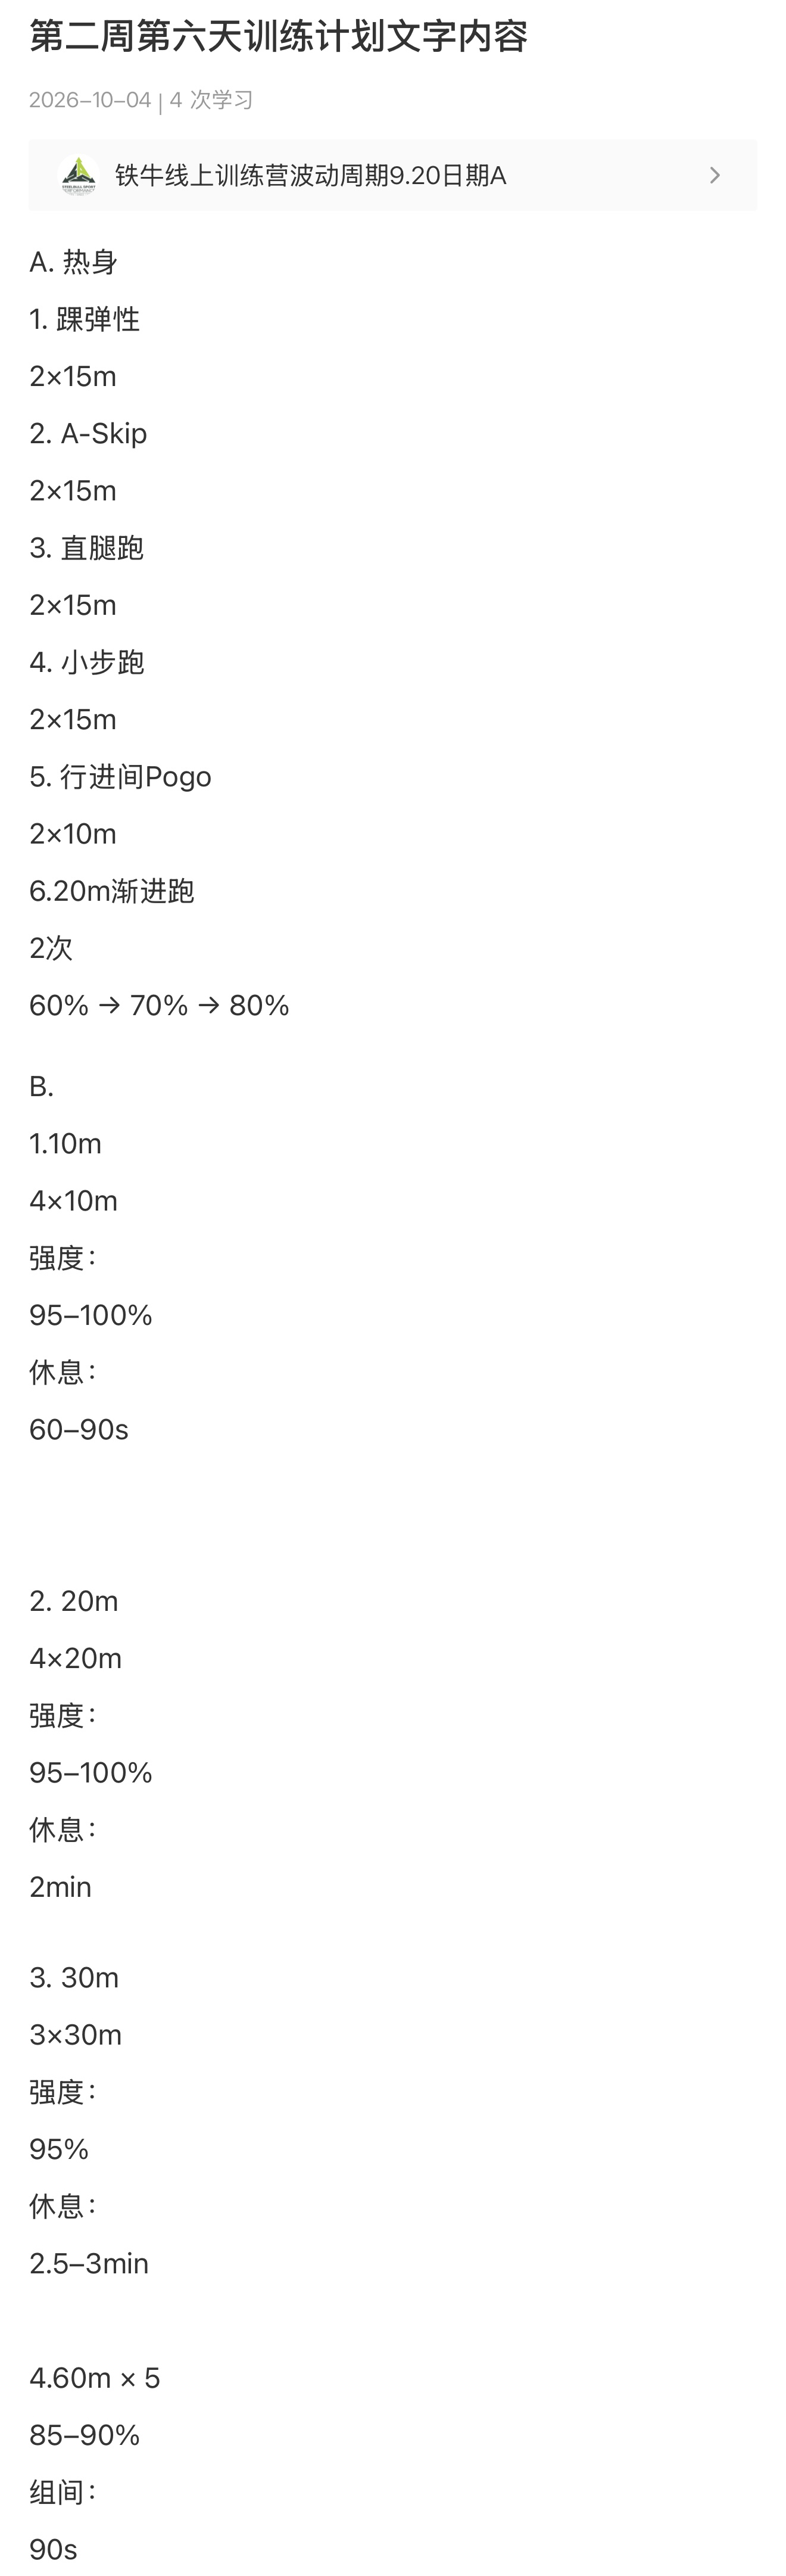 第二周第六天训练计划文字内容
2026-10-04 | 4 次学习
铁牛线上训练营波动周期9.20日期A
A. 热身
1. 踝弹性
2×15m
2. A-Skip
2×15m
3. 直腿跑
2×15m
4. 小步跑
2×15m
5. 行进间Pogo
2×10m
6.20m渐进跑
2次
60% → 70% → 80%
B.
1.10m
4×10m
强度：
95–100%
休息：
60–90s
2. 20m
4×20m
强度：
95–100%
休息：
2min
3. 30m
3×30m
强度：
95%
休息：
2.5–3min
4.60m × 5
85–90%
组间：
90s